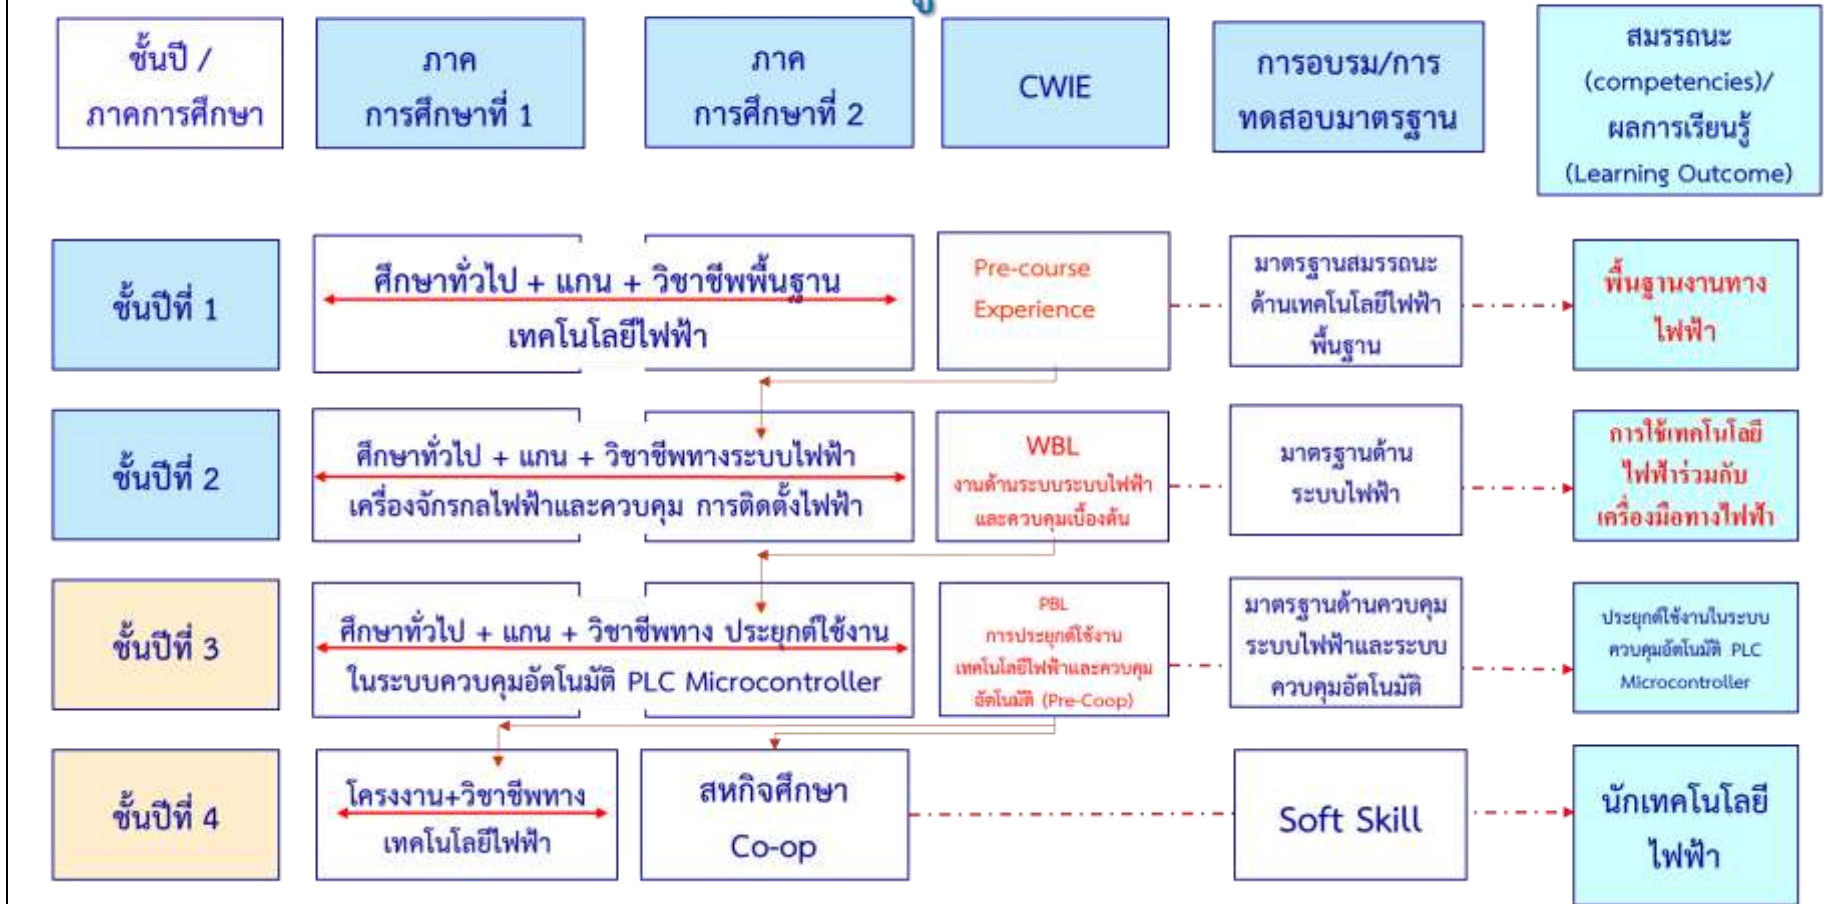 ชั้นปี /
ภาคการศึกษา
ภาค
การศึกษาที่ 1
ภาค
การศึกษาที่ 2
CWIE
การอบรม/การ
ทดสอบมาตรฐาน
สมรรถนะ
(competencies)/
ผลการเรียนรู้
(Learning Outcome)
ชั้นปีที่ 1
ศึกษาทั่วไป + แกน + วิชาชีพพื้นฐาน
เทคโนโลยีไฟฟ้า
Pre-course
Experience
มาตรฐานสมรรถนะ
ด้านเทคโนโลยีไฟฟ้า
พื้นฐาน
พื้นฐานงานทาง
ไฟฟ้า
ชั้นปีที่ 2
ศึกษาทั่วไป + แกน + วิชาชีพทางระบบไฟฟ้า
เครื่องจักรกลไฟฟ้าและควบคุม การติดตั้งไฟฟ้า
WBL
งานด้านระบบระบบไฟฟ้า
และควบคุมเบื้องต้น
มาตรฐานด้าน
ระบบไฟฟ้า
การใช้เทคโนโลยี
ไฟฟ้าร่วมกับ
เครื่องมือทางไฟฟ้า
ชั้นปีที่ 3
ศึกษาทั่วไป + แกน + วิชาชีพทาง ประยุกต์ใช้งาน
ในระบบควบคุมอัตโนมัติ PLC Microcontroller
PBL
การประยุกต์ใช้งาน
เทคโนโลยีไฟฟ้าและควบคุม
อัตโนมัติ (Pre-Coop)
มาตรฐานด้านควบคุม
ระบบไฟฟ้าและระบบ
ควบคุมอัตโนมัติ
ประยุกต์ใช้งานในระบบ
ควบคุมอัตโนมัติ PLC
Microcontroller
ชั้นปีที่ 4
โครงงาน+วิชาชีพทาง
เทคโนโลยีไฟฟ้า
สหกิจศึกษา
Co-op
Soft Skill
นักเทคโนโลยี
ไฟฟ้า